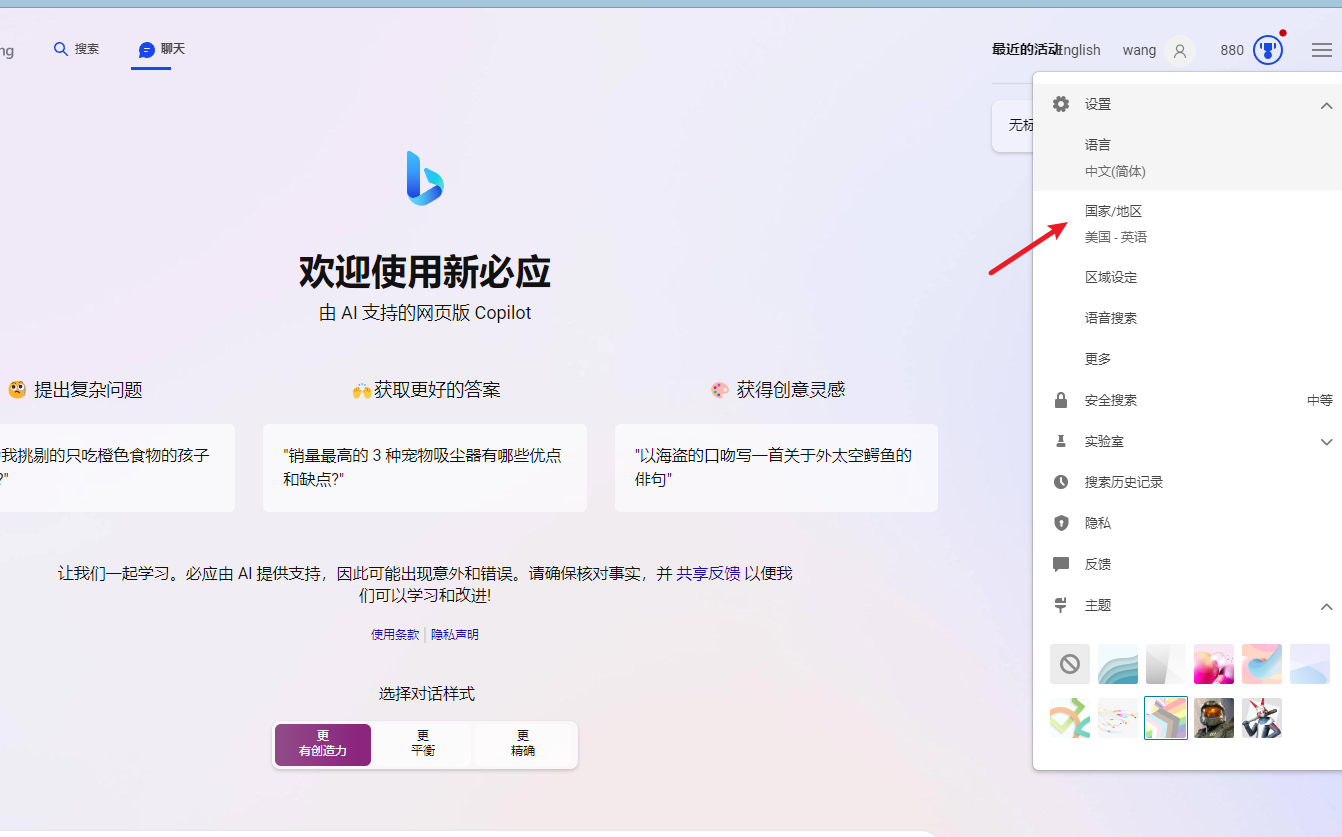 ng
搜索
聊天
最近的活动
English
wang
880
无标
设置
语言
中文(简体)
国家/地区
美国 - 英语
区域设定
语音搜索
更多
安全搜索 中等
实验室
搜索历史记录
隐私
反馈
主题
欢迎使用新必应
由 AI 支持的网页版 Copilot
提出复杂问题
我挑剔的只吃橙色食物的孩子
?"
获取更好的答案
"销量最高的 3 种宠物吸尘器有哪些优点
和缺点?"
获得创意灵感
"以海盗的口吻写一首关于外太空鳄鱼的
俳句"
让我们一起学习。必应由 AI 提供支持，因此可能出现意外和错误。请确保核对事实，并 共享反馈 以便我
们可以学习和改进!
使用条款 | 隐私声明
选择对话样式
更
有创造力
更
平衡
更
精确